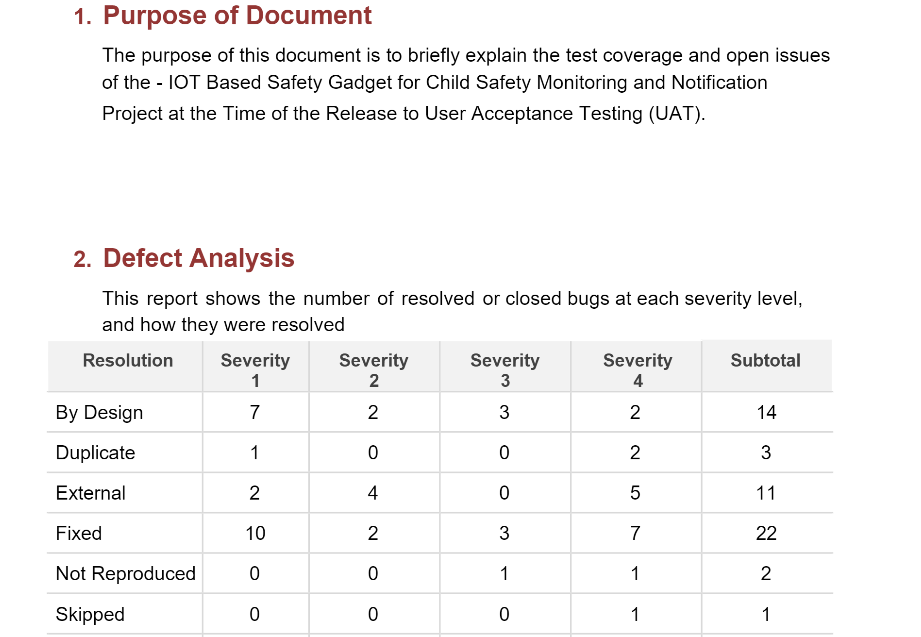 1. Purpose of Document
The purpose of this document is to briefly explain the test coverage and open issues
of the - IOT Based Safety Gadget for Child Safety Monitoring and Notification
Project at the Time of the Release to User Acceptance Testing (UAT).
2. Defect Analysis
This report shows the number of resolved or closed bugs at each severity level,
and how they were resolved
Resolution Severity 1 Severity 2 Severity 3 Severity 4 Subtotal
By Design 7 2 3 2 14
Duplicate 1 0 0 2 3
External 2 4 0 5 11
Fixed 10 2 3 7 22
Not Reproduced 0 0 1 1 2
Skipped 0 0 0 1 1